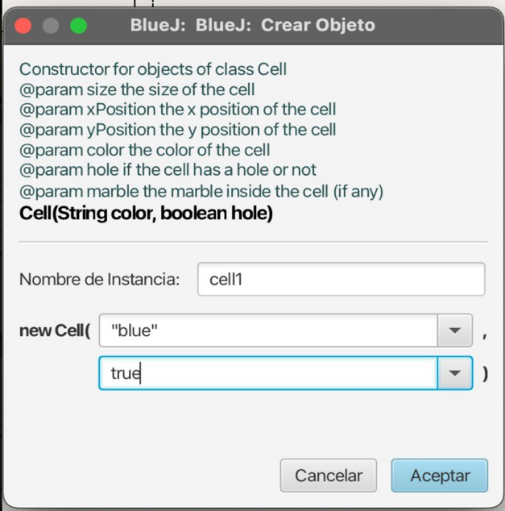 BlueJ: BlueJ: Crear Objeto
Constructor for objects of class Cell
@param size the size of the cell
@param xPosition the x position of the cell
@param yPosition the y position of the cell
@param color the color of the cell
@param hole if the cell has a hole or not
@param marble the marble inside the cell (if any)
Cell(String color, boolean hole)
Nombre de Instancia: cell1
new Cell( "blue" ,
true )
Cancelar Aceptar